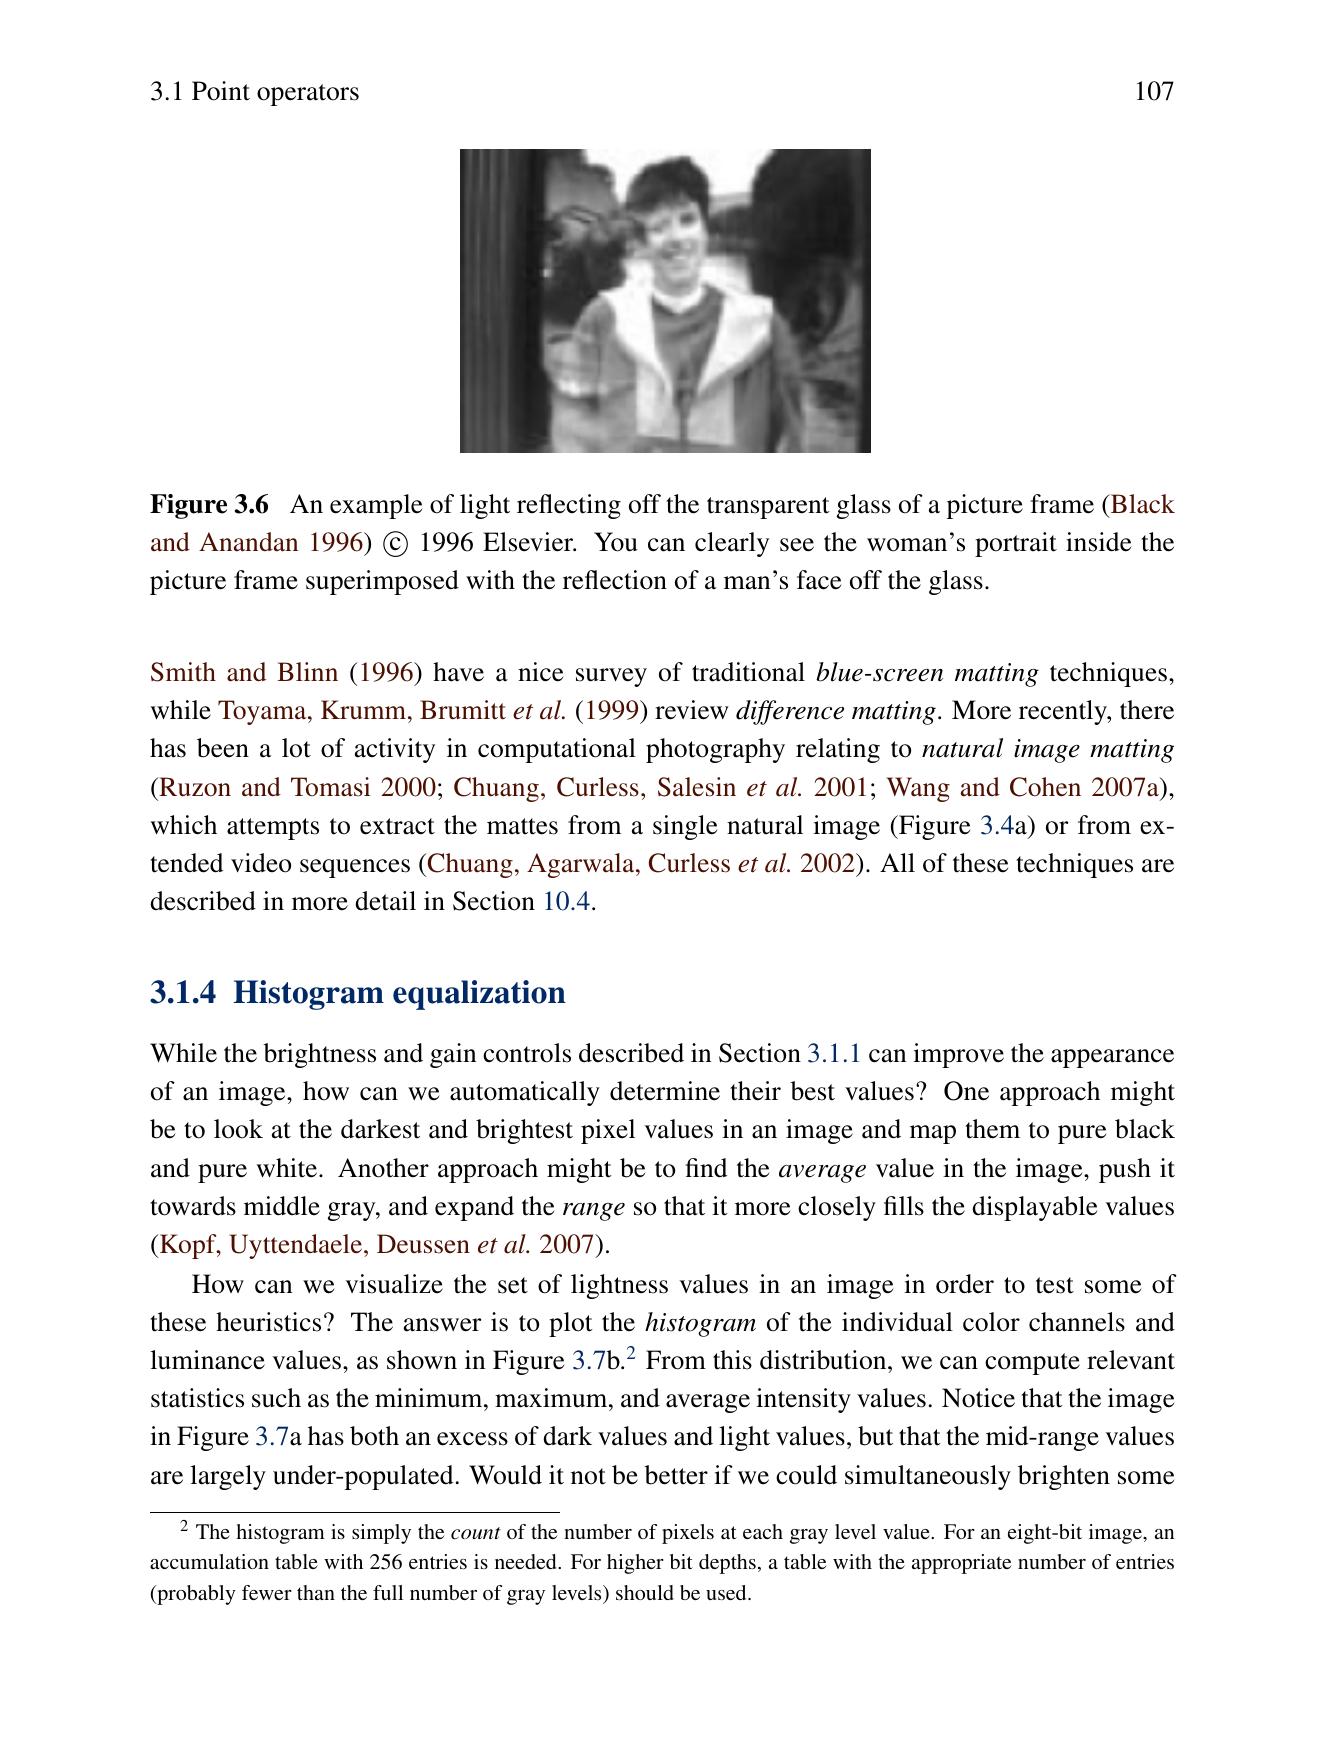 3.1 Point operators 107
Figure 3.6 An example of light reflecting off the transparent glass of a picture frame (Black
and Anandan 1996) © 1996 Elsevier. You can clearly see the woman's portrait inside the
picture frame superimposed with the reflection of a man's face off the glass.
Smith and Blinn (1996) have a nice survey of traditional blue-screen matting techniques,
while Toyama, Krumm, Brumitt et al. (1999) review difference matting. More recently, there
has been a lot of activity in computational photography relating to natural image matting
(Ruzon and Tomasi 2000; Chuang, Curless, Salesin et al. 2001; Wang and Cohen 2007a),
which attempts to extract the mattes from a single natural image (Figure 3.4a) or from ex-
tended video sequences (Chuang, Agarwala, Curless et al. 2002). All of these techniques are
described in more detail in Section 10.4.
3.1.4 Histogram equalization
While the brightness and gain controls described in Section 3.1.1 can improve the appearance
of an image, how can we automatically determine their best values? One approach might
be to look at the darkest and brightest pixel values in an image and map them to pure black
and pure white. Another approach might be to find the average value in the image, push it
towards middle gray, and expand the range so that it more closely fills the displayable values
(Kopf, Uyttendaele, Deussen et al. 2007).
How can we visualize the set of lightness values in an image in order to test some of
these heuristics? The answer is to plot the histogram of the individual color channels and
luminance values, as shown in Figure 3.7b.2 From this distribution, we can compute relevant
statistics such as the minimum, maximum, and average intensity values. Notice that the image
in Figure 3.7a has both an excess of dark values and light values, but that the mid-range values
are largely under-populated. Would it not be better if we could simultaneously brighten some
2 The histogram is simply the count of the number of pixels at each gray level value. For an eight-bit image, an
accumulation table with 256 entries is needed. For higher bit depths, a table with the appropriate number of entries
(probably fewer than the full number of gray levels) should be used.